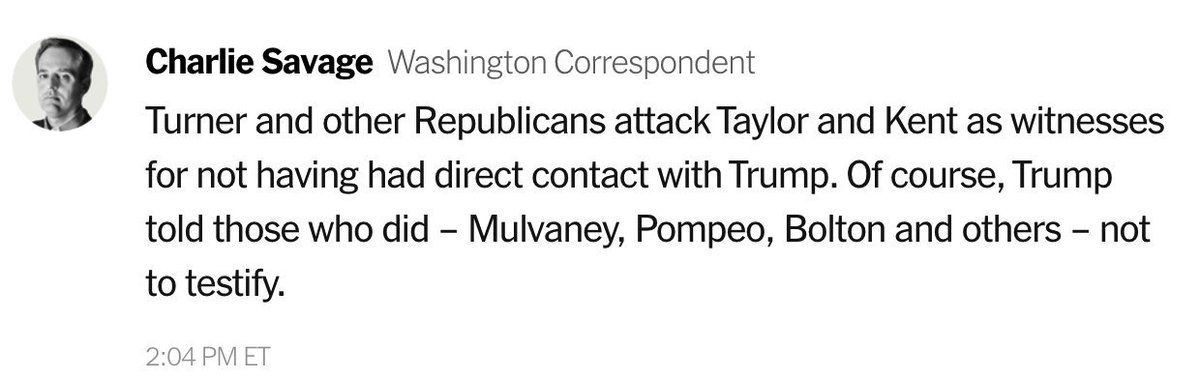 Charlie Savage Washington Correspondent
Turner and other Republicans attack Taylor and Kent as witnesses
for not having had direct contact with Trump. Of course, Trump
told those who did – Mulvaney, Pompeo, Bolton and others – not
to testify.
2:04 PM ET